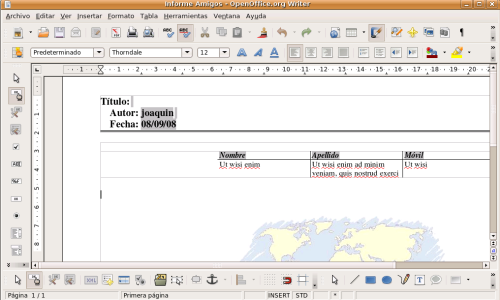 Informe Amigos - OpenOffice.org Writer
Archivo Editar Ver Insertar Formato Tabla Herramientas Ventana Ayuda
Predeterminado Thorndale 12
Título:
Autor: joaquin
Fecha: 08/09/08
Nombre Apellido Móvil
Ut wisi enim Ut wisi enim ad minim Ut wisi
veniam, quis nostrud exerci
Página 1 / 1 Primera página INSERT STD *